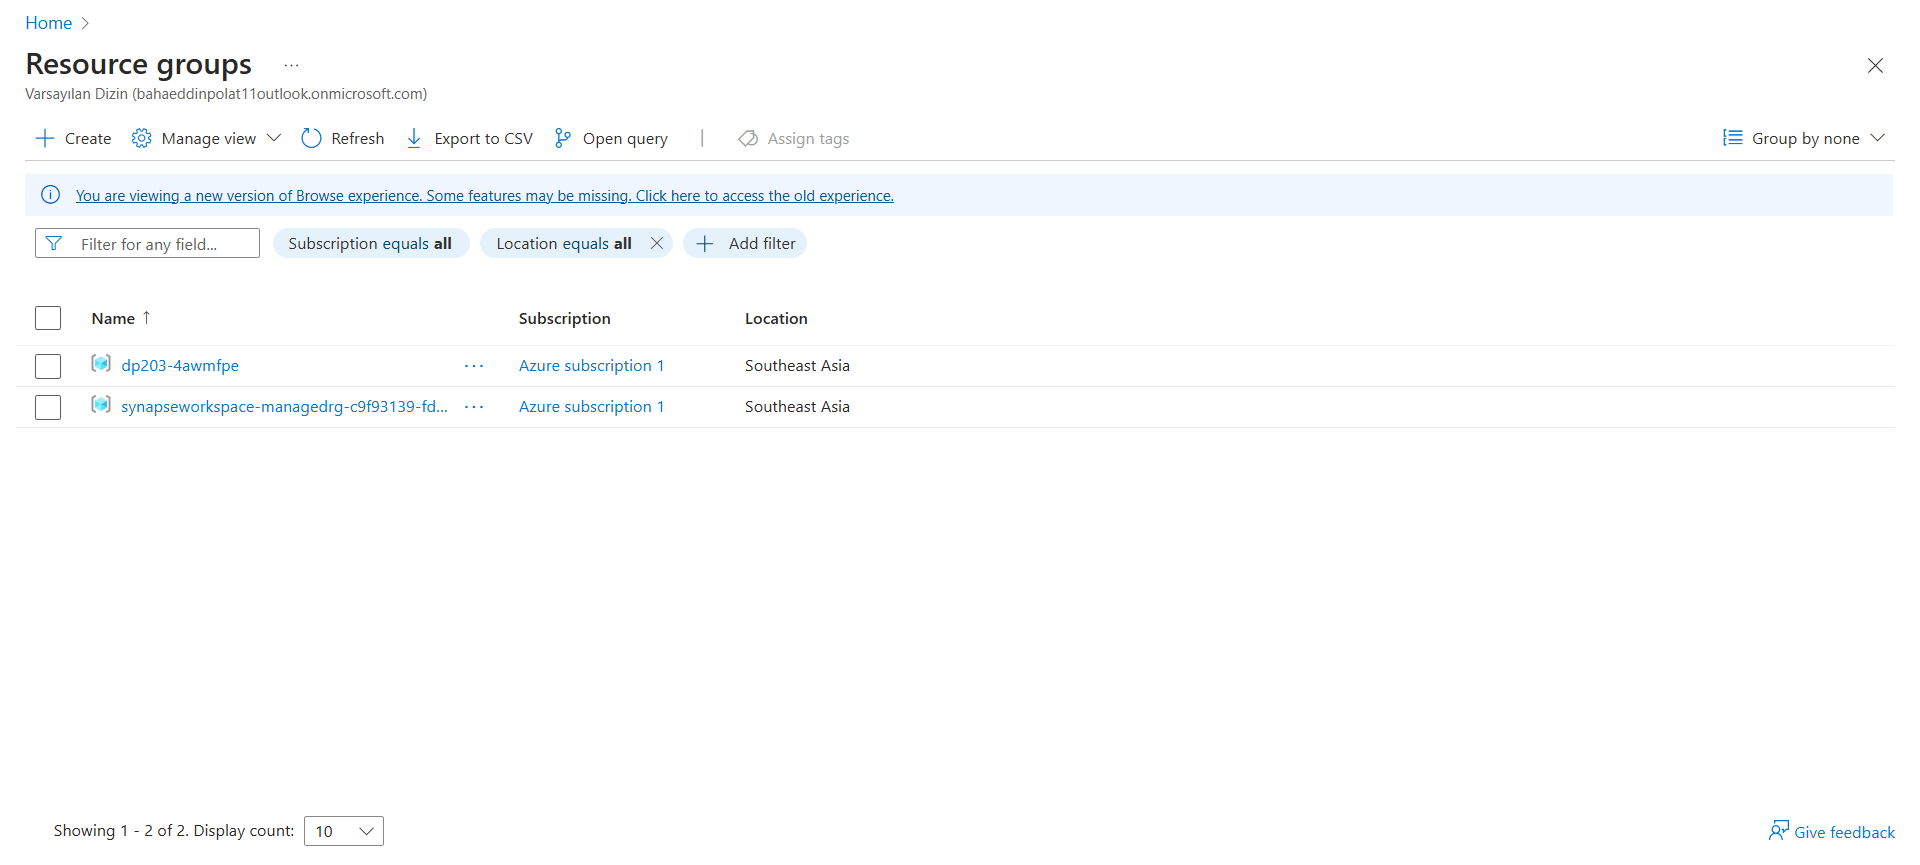 Home
Resource groups ...
Varsayılan Dizin (bahaeddinpolat11outlook.onmicrosoft.com)
Create Manage view Refresh Export to CSV Open query | Assign tags Group by none
You are viewing a new version of Browse experience. Some features may be missing. Click here to access the old experience.
Filter for any field... Subscription equals all Location equals all Add filter
Name ↑ Subscription Location
dp203-4awmfpe ... Azure subscription 1 Southeast Asia
synapseworkspace-managedrg-c9f93139-fd... ... Azure subscription 1 Southeast Asia
Showing 1 - 2 of 2. Display count: 10 Give feedback